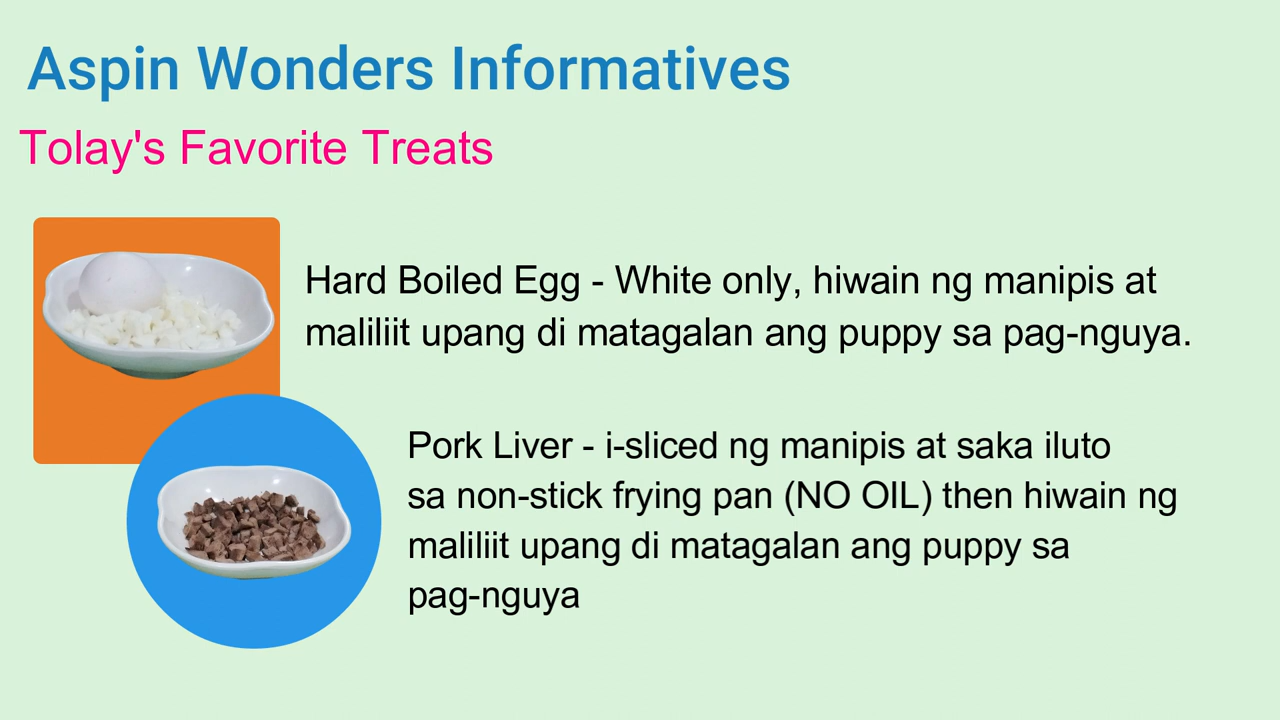 Aspin Wonders Informatives
Tolay's Favorite Treats
Hard Boiled Egg - White only, hiwain ng manipis at
maliliit upang di matagalan ang puppy sa pag-nguya.
Pork Liver - i-sliced ng manipis at saka iluto
sa non-stick frying pan (NO OIL) then hiwain ng
maliliit upang di matagalan ang puppy sa
pag-nguya